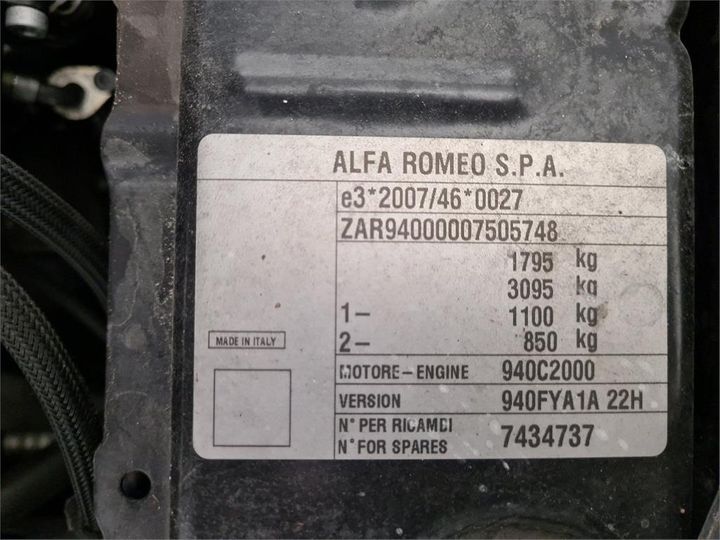 ALFA ROMEO S.P.A.
e3*2007/46*0027
ZAR94000007505748
1795 kg
3095 kg
1– 1100 kg
2– 850 kg
MADE IN ITALY
MOTORE–ENGINE 940C2000
VERSION 940FYA1A 22H
N° PER RICAMBI
N° FOR SPARES 7434737